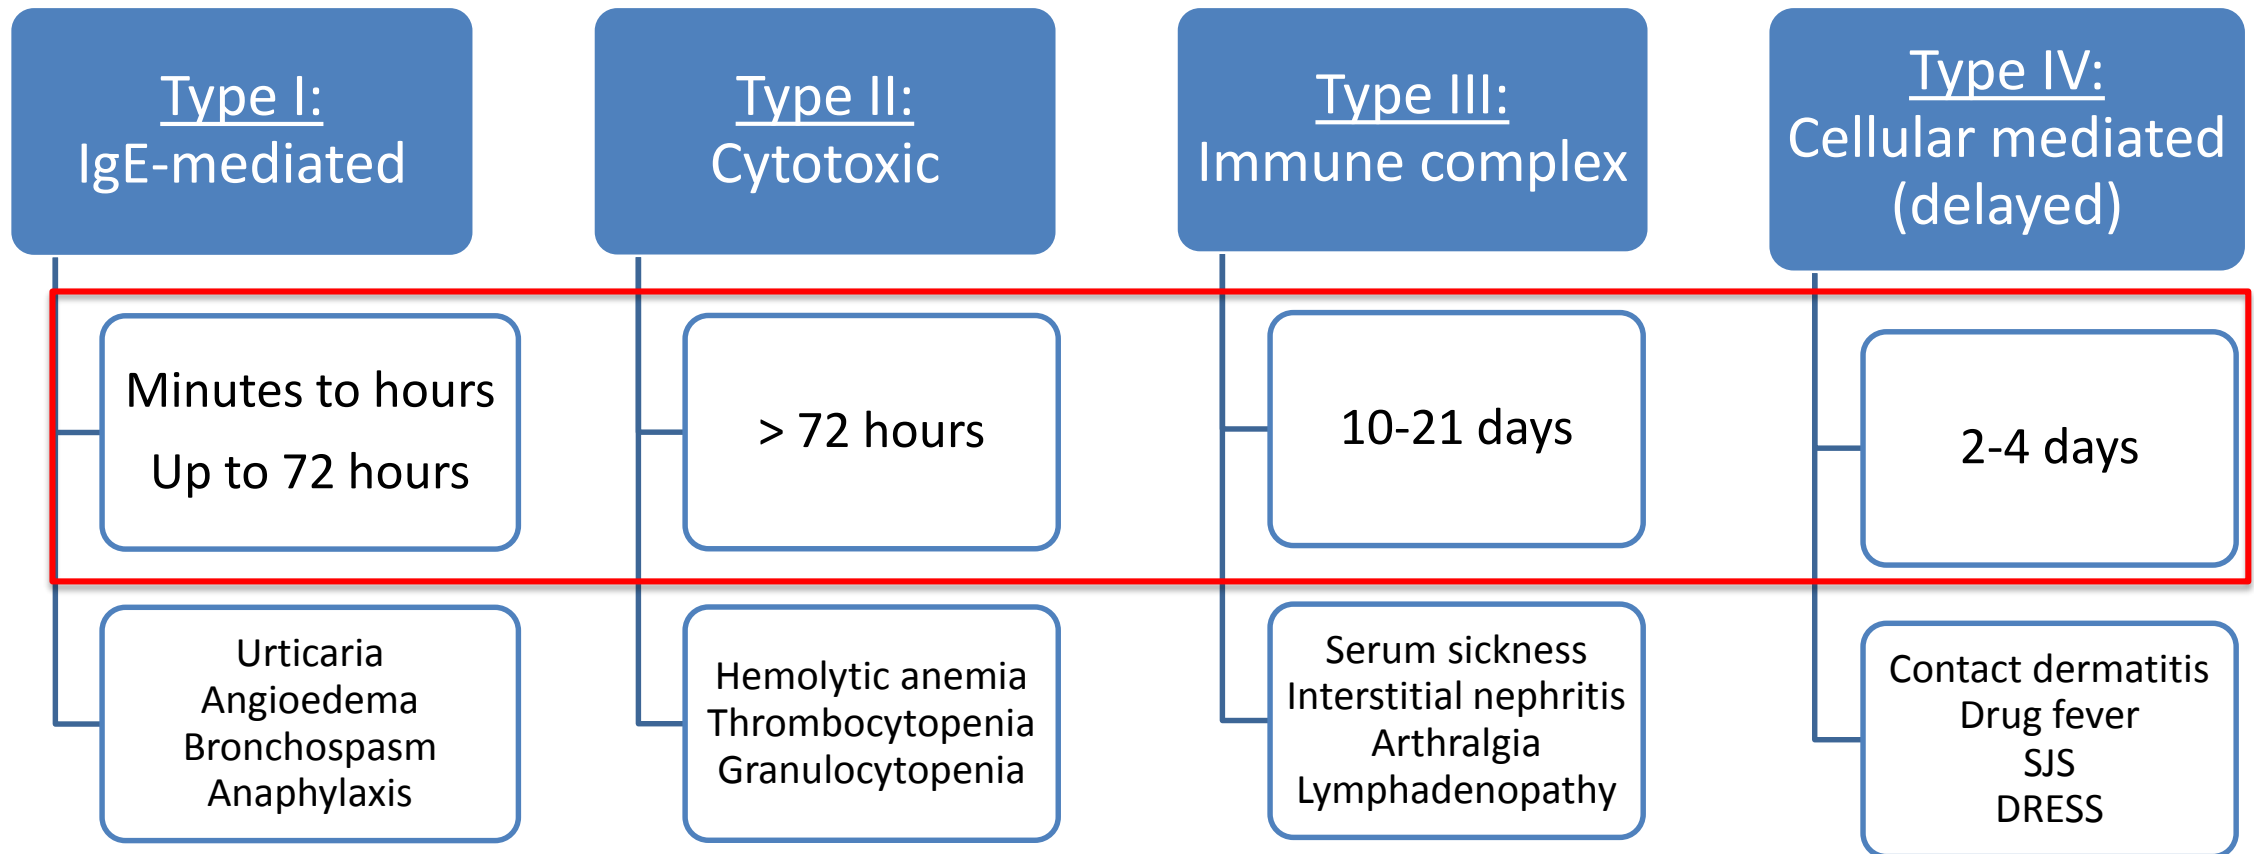 Type I:
IgE-mediated
Type II:
Cytotoxic
Type III:
Immune complex
Type IV:
Cellular mediated
(delayed)
Minutes to hours
Up to 72 hours
> 72 hours
10-21 days
2-4 days
Urticaria
Angioedema
Bronchospasm
Anaphylaxis
Hemolytic anemia
Thrombocytopenia
Granulocytopenia
Serum sickness
Interstitial nephritis
Arthralgia
Lymphadenopathy
Contact dermatitis
Drug fever
SJS
DRESS